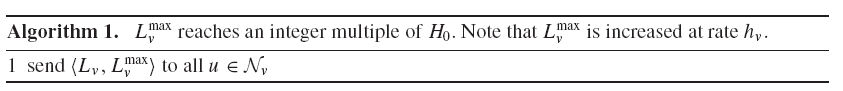 Algorithm 1. L_v^max reaches an integer multiple of H_0. Note that L_v^max is increased at rate h_v.
1 send ⟨L_v, L_v^max⟩ to all u ∈ 𝒩_v